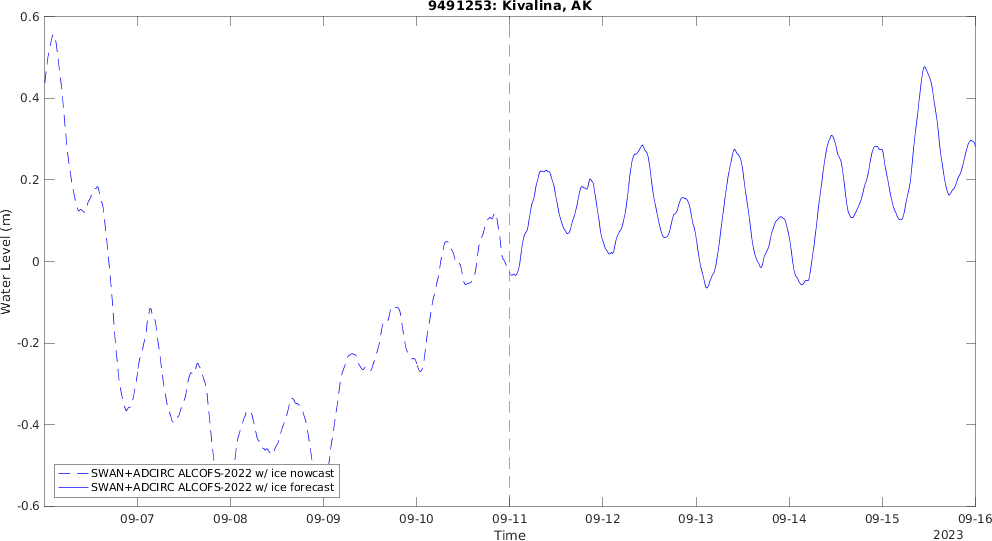 9491253: Kivalina, AK
0.6
0.4
0.2
0
-0.2
-0.4
-0.6
Water Level (m)
SWAN+ADCIRC ALCOFS-2022 w/ ice nowcast
SWAN+ADCIRC ALCOFS-2022 w/ ice forecast
09-07 09-08 09-09 09-10 09-11 09-12 09-13 09-14 09-15 09-16
Time
2023